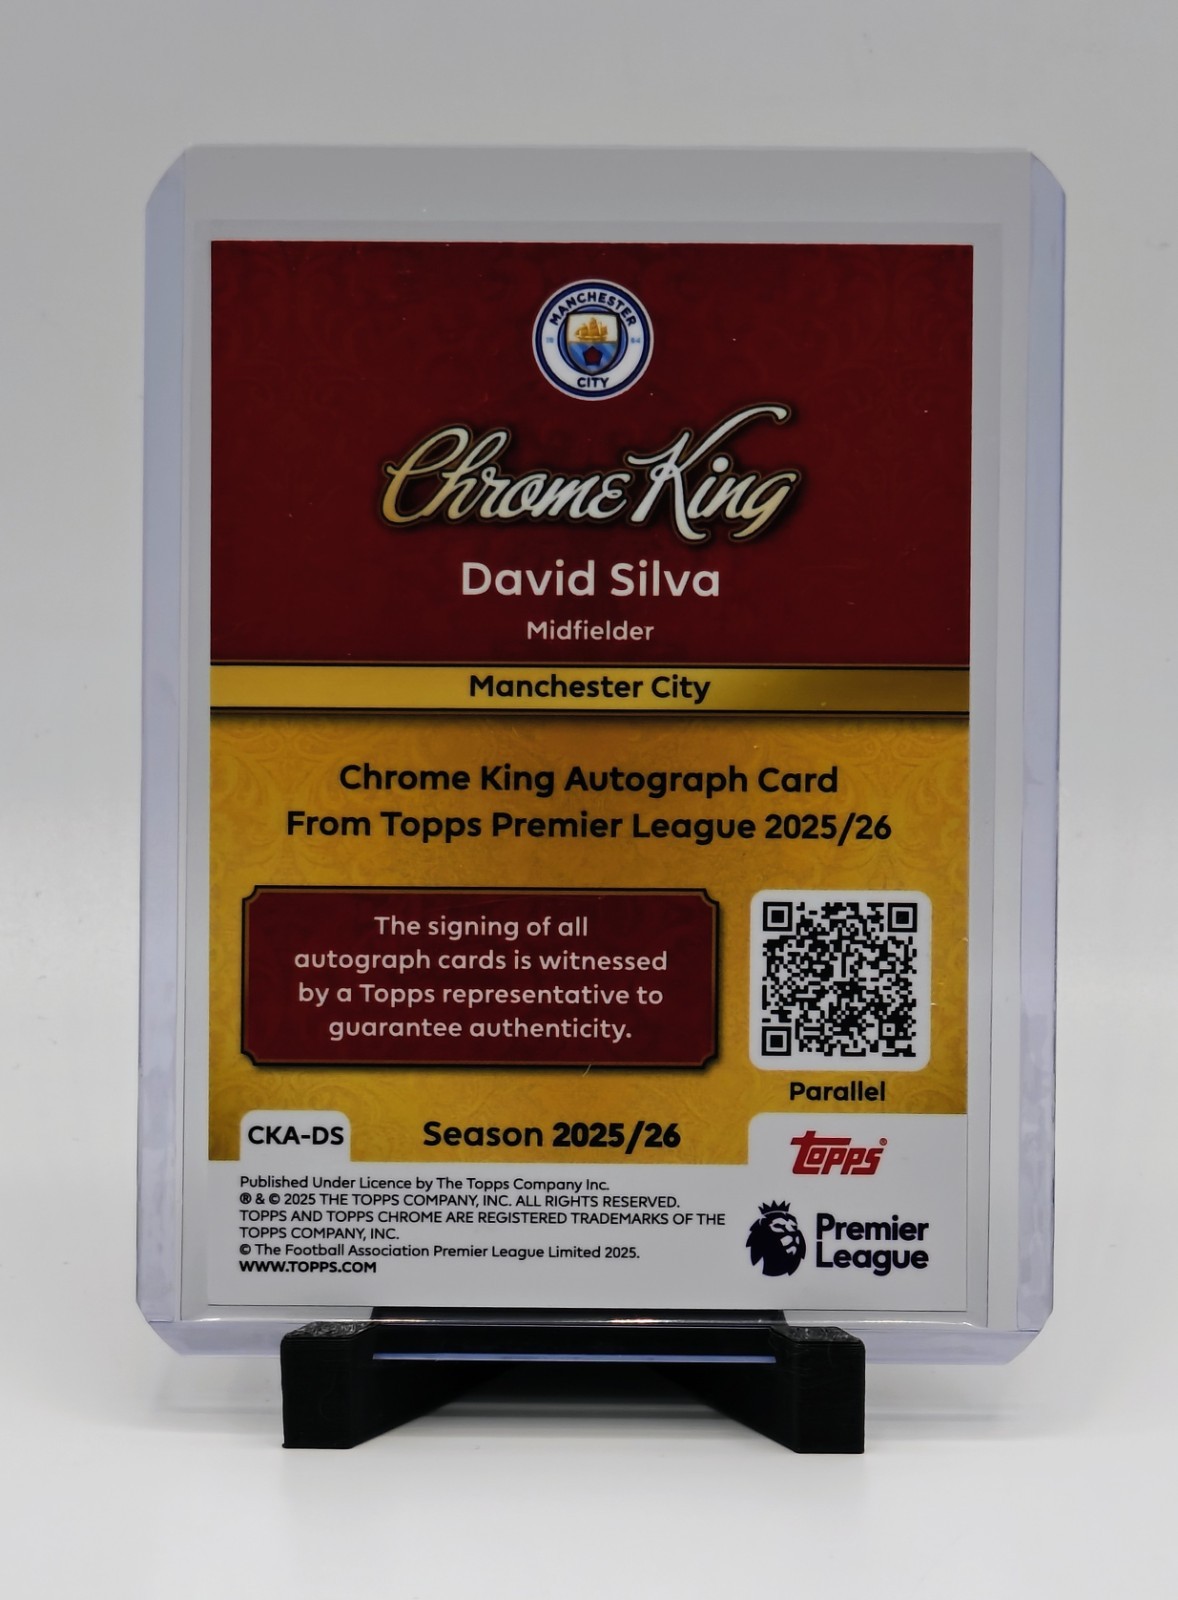 MANCHESTER
18 94
CITY
Chrome King
David Silva
Midfielder
Manchester City
Chrome King Autograph Card
From Topps Premier League 2025/26
The signing of all
autograph cards is witnessed
by a Topps representative to
guarantee authenticity.
Parallel
CKA-DS
Season 2025/26
topps®
Published Under Licence by The Topps Company Inc.
® & © 2025 THE TOPPS COMPANY, INC. ALL RIGHTS RESERVED.
TOPPS AND TOPPS CHROME ARE REGISTERED TRADEMARKS OF THE
TOPPS COMPANY, INC.
© The Football Association Premier League Limited 2025.
WWW.TOPPS.COM
Premier
League